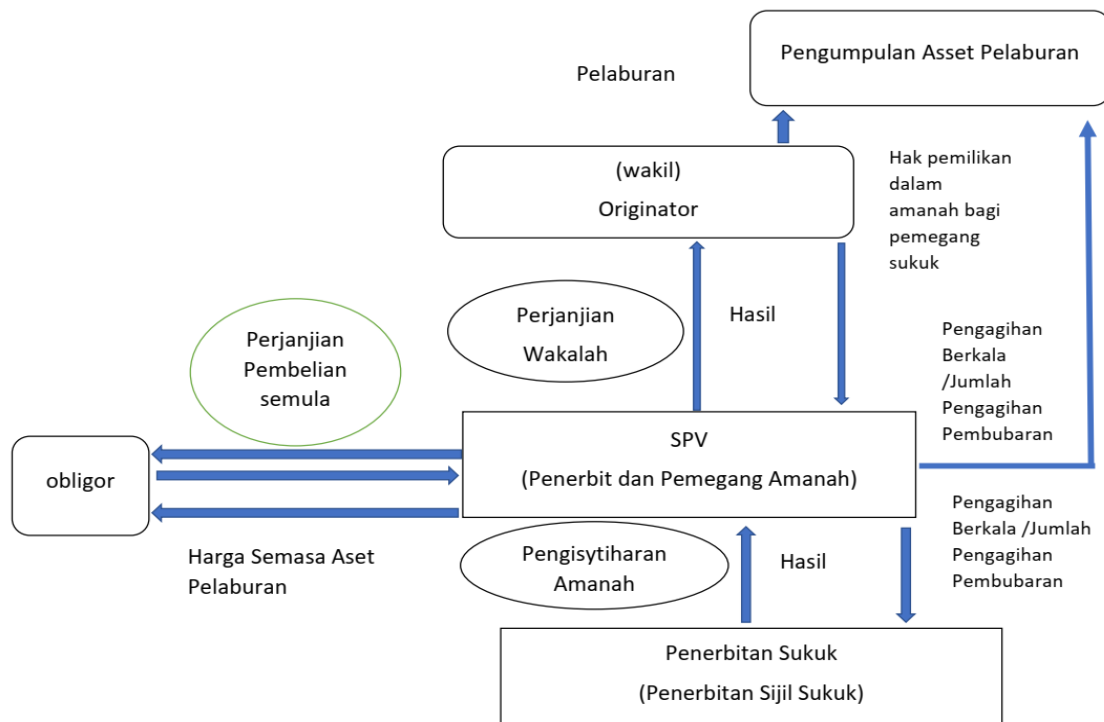 Pengumpulan Asset Pelaburan
Pelaburan
(wakil)
Originator
Hak pemilikan
dalam
amanah bagi
pemegang
sukuk
Perjanjian
Wakalah
Hasil
Perjanjian
Pembelian
semula
Pengagihan
Berkala
/Jumlah
Pengagihan
Pembubaran
SPV
(Penerbit dan Pemegang Amanah)
obligor
Harga Semasa Aset
Pelaburan
Pengisytiharan
Amanah
Hasil
Pengagihan
Berkala /Jumlah
Pengagihan
Pembubaran
Penerbitan Sukuk
(Penerbitan Sijil Sukuk)